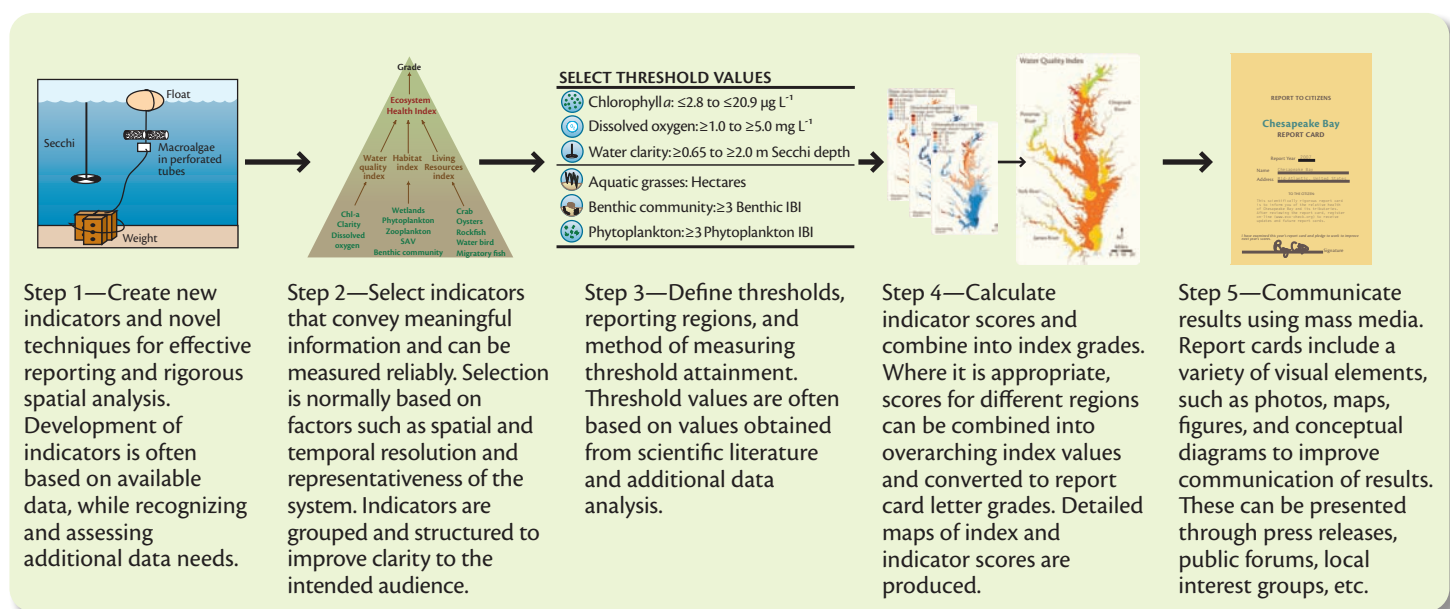 Float
Secchi
Macroalgae
in perforated
tubes
Weight
Grade
Ecosystem
Health Index
Water
quality
index
Habitat
index
Living
Resources
index
Chl-a
Clarity
Dissolved
oxygen
Wetlands
Phytoplankton
Zooplankton
SAV
Benthic community
Crab
Oysters
Rockfish
Water bird
Migratory fish
SELECT THRESHOLD VALUES
Chlorophyll a: ≤2.8 to ≤20.9 µg L⁻¹
Dissolved oxygen:≥1.0 to ≥5.0 mg L⁻¹
Water clarity:≥0.65 to ≥2.0 m Secchi depth
Aquatic grasses: Hectares
Benthic community:≥3 Benthic IBI
Phytoplankton:≥3 Phytoplankton IBI
Water Quality Index
REPORT TO CITIZENS
Chesapeake Bay
REPORT CARD
Report Year
Name
Address
Signature
Step 1—Create new
indicators and novel
techniques for effective
reporting and rigorous
spatial analysis.
Development of
indicators is often
based on available
data, while recognizing
and assessing
additional data needs.
Step 2—Select indicators
that convey meaningful
information and can be
measured reliably. Selection
is normally based on
factors such as spatial and
temporal resolution and
representativeness of the
system. Indicators are
grouped and structured to
improve clarity to the
intended audience.
Step 3—Define thresholds,
reporting regions, and
method of measuring
threshold attainment.
Threshold values are often
based on values obtained
from scientific literature
and additional data
analysis.
Step 4—Calculate
indicator scores and
combine into index grades.
Where it is appropriate,
scores for different regions
can be combined into
overarching index values
and converted to report
card letter grades. Detailed
maps of index and
indicator scores are
produced.
Step 5—Communicate
results using mass media.
Report cards include a
variety of visual elements,
such as photos, maps,
figures, and conceptual
diagrams to improve
communication of results.
These can be presented
through press releases,
public forums, local
interest groups, etc.